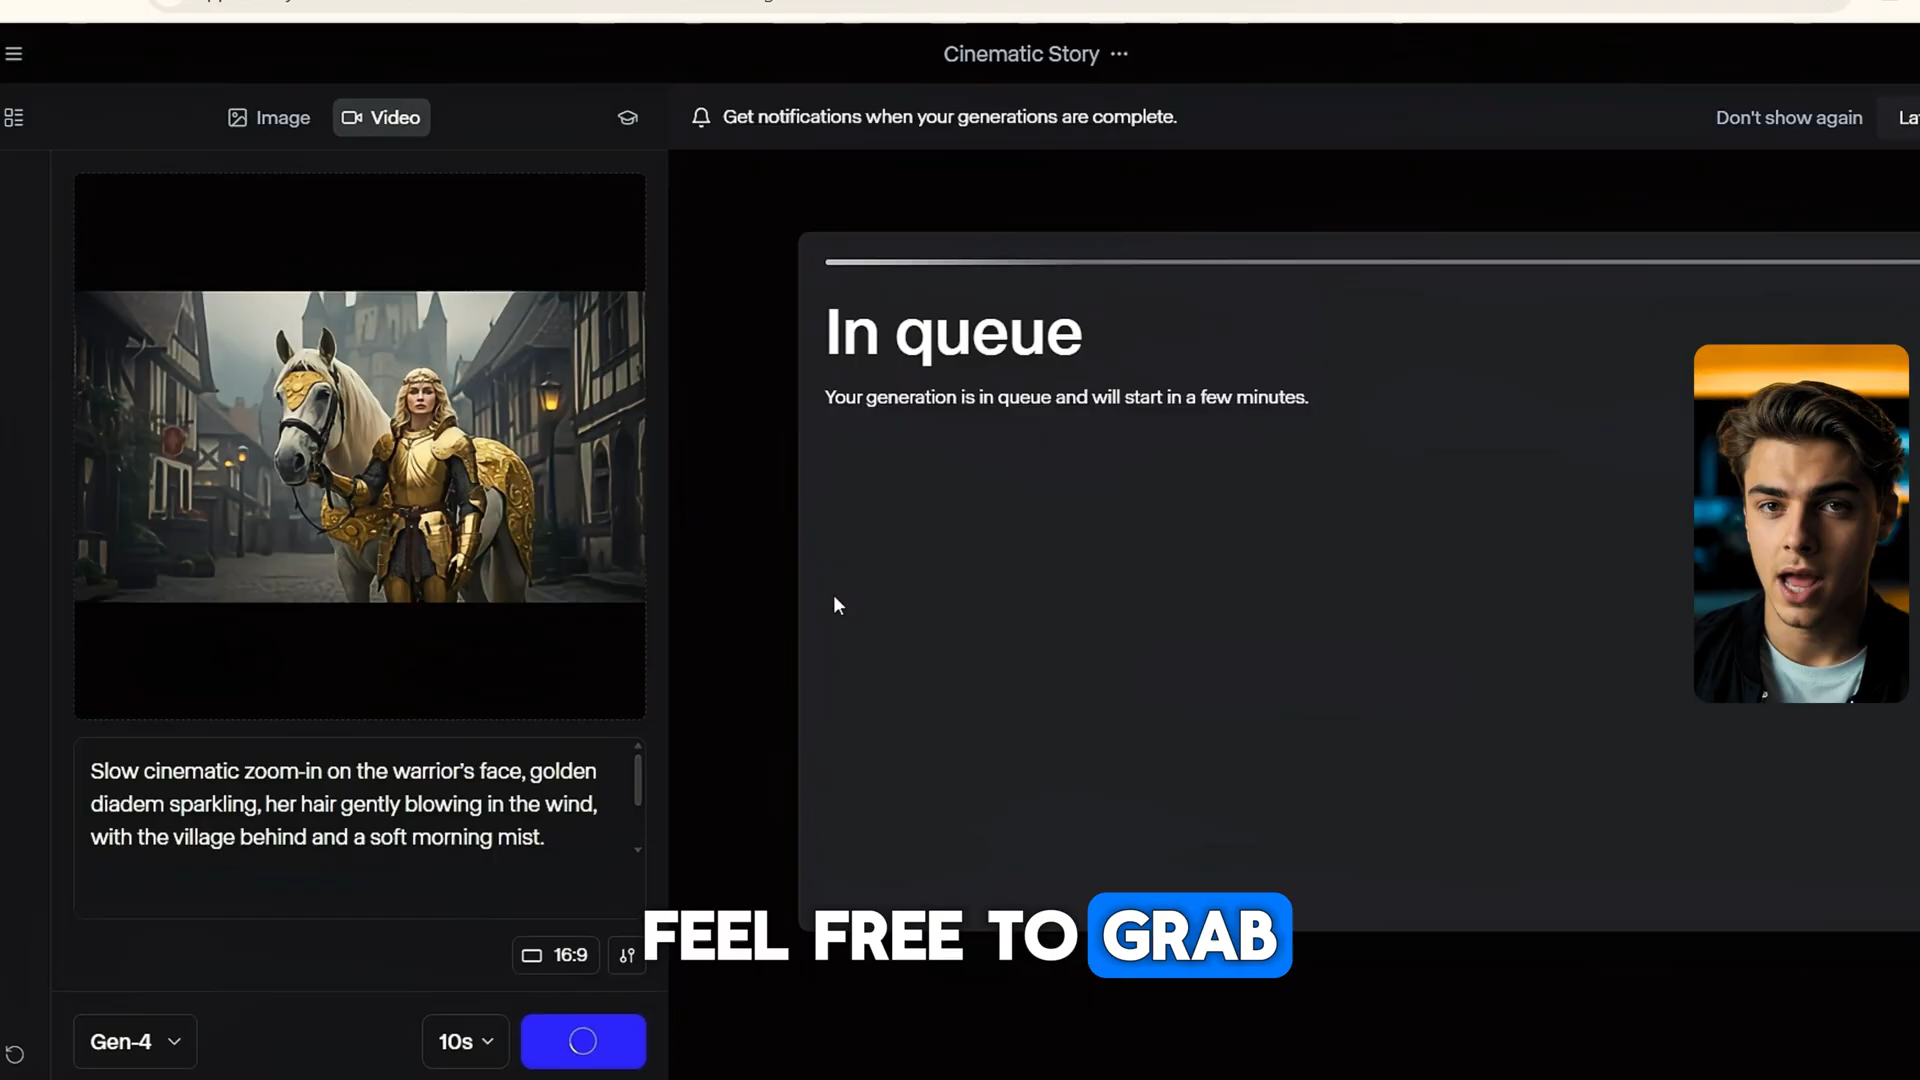 Cinematic Story ...
Image
Video
Get notifications when your generations are complete.
Don't show again
In queue
Your generation is in queue and will start in a few minutes.
Slow cinematic zoom-in on the warrior's face, golden
diadem sparkling, her hair gently blowing in the wind,
with the village behind and a soft morning mist.
FEEL FREE TO GRAB
16:9
Gen-4
10s